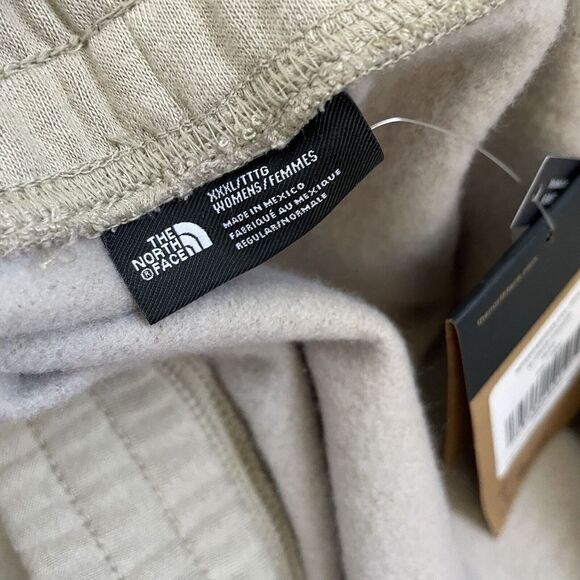 THE
NORTH
FACE
®
XXXL/TTTG
WOMENS/FEMMES
MADE IN MEXICO
FABRIQUÉ AU MEXIQUE
REGULAR/NORMALE